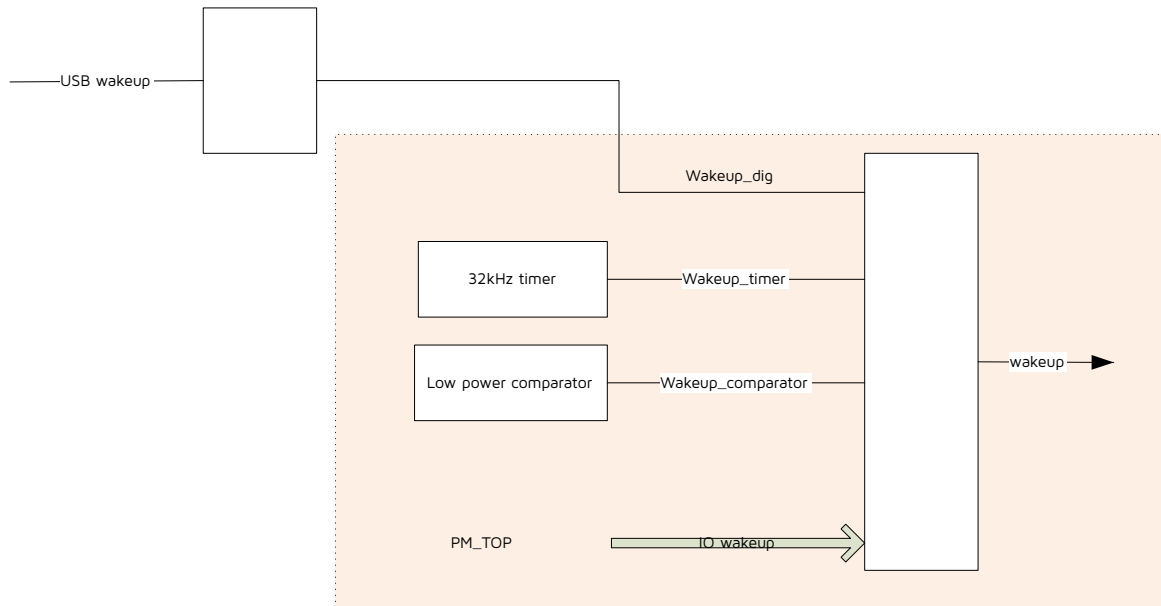 USB wakeup
Wakeup_dig
32kHz timer
Wakeup_timer
wakeup
Low power comparator
Wakeup_comparator
PM_TOP
IO wakeup